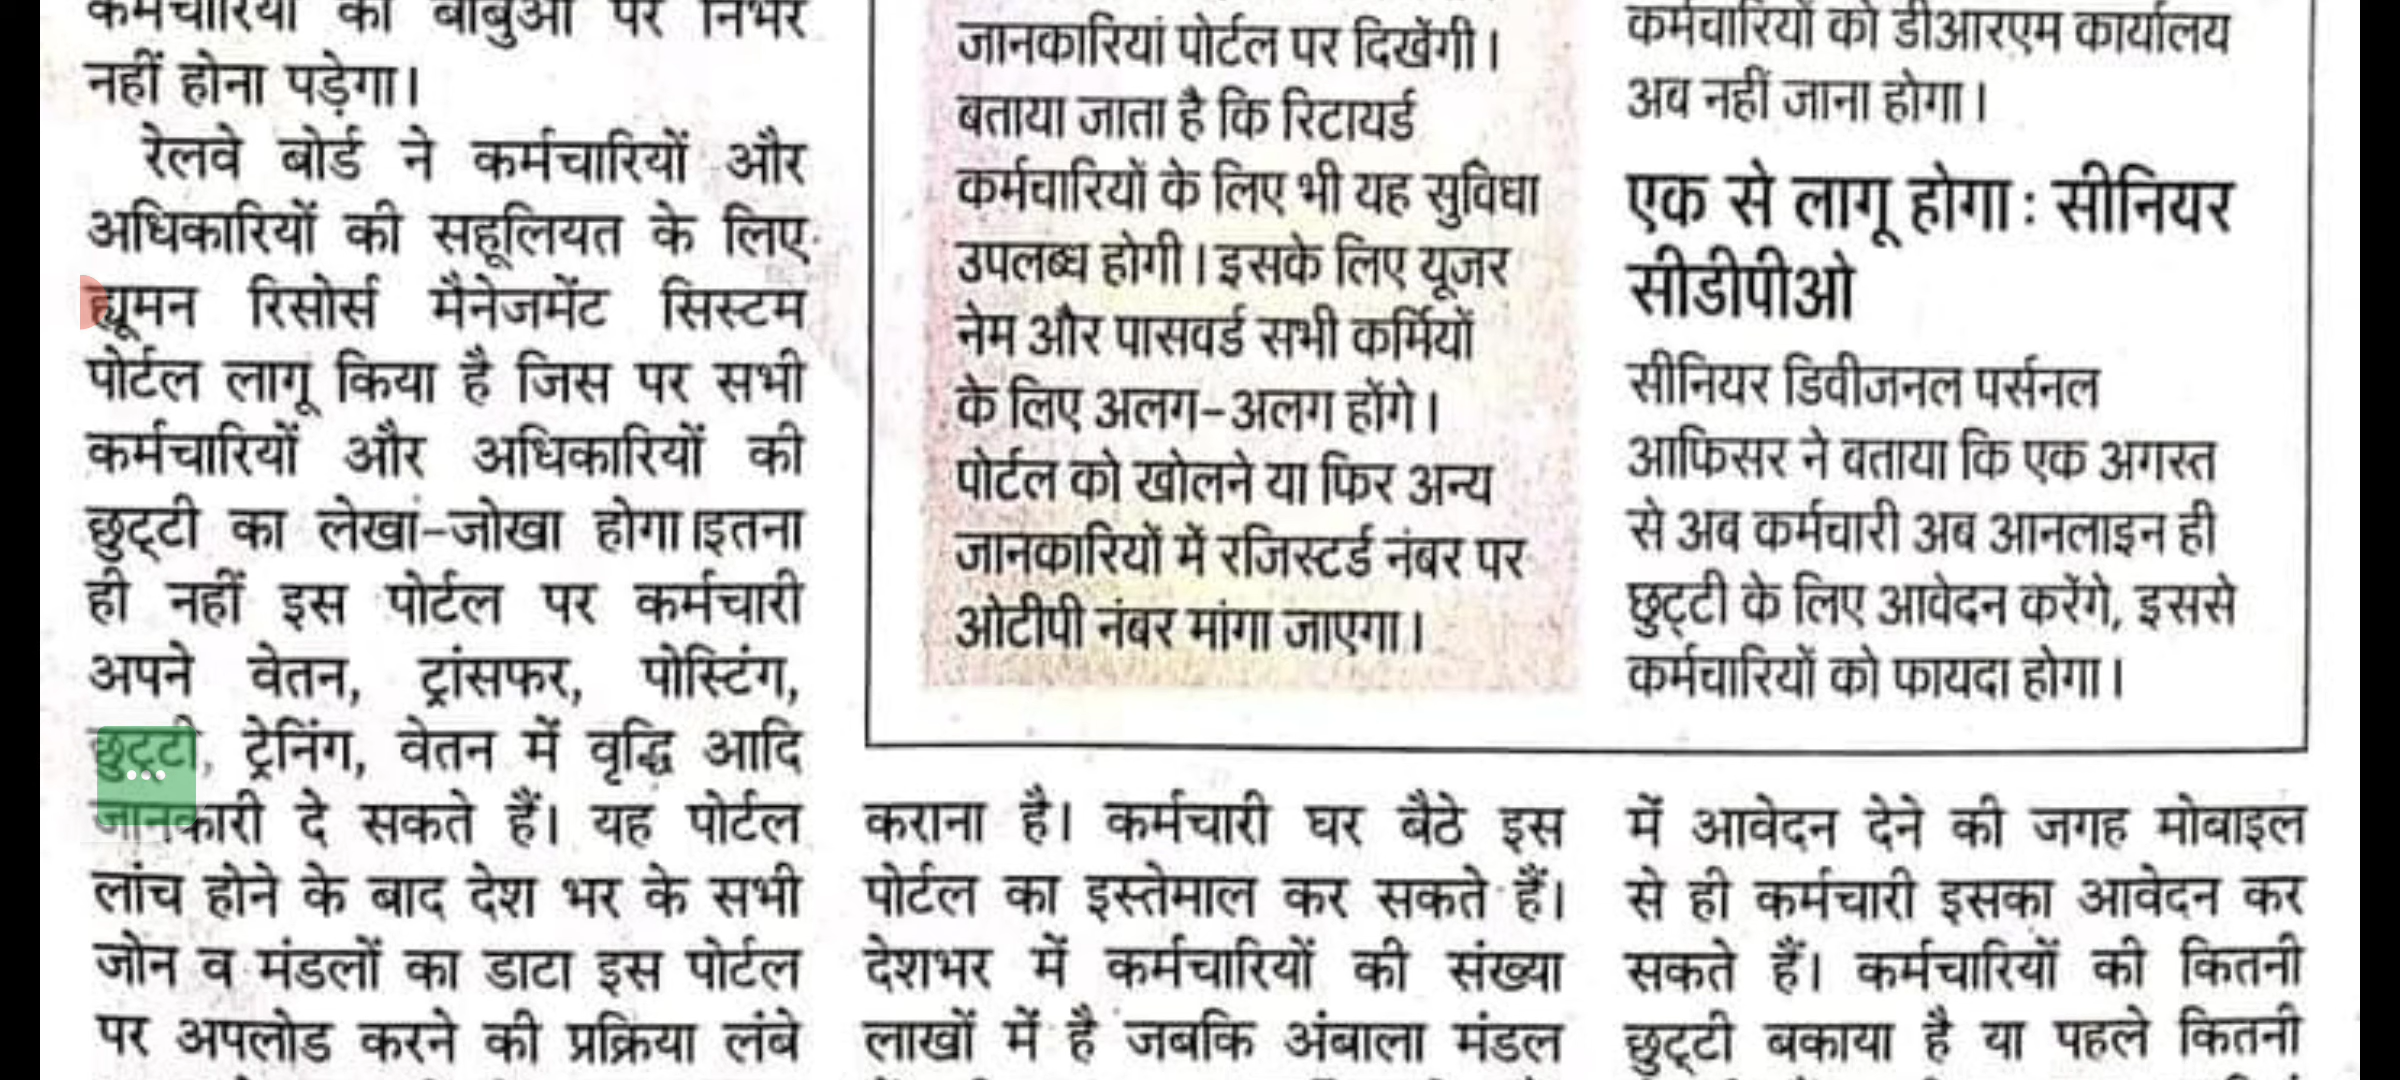 कर्मचारियों को बाबुओं पर निर्भर
नहीं होना पड़ेगा।
रेलवे बोर्ड ने कर्मचारियों और
अधिकारियों की सहूलियत के लिए
ह्यूमन रिसोर्स मैनेजमेंट सिस्टम
पोर्टल लागू किया है जिस पर सभी
कर्मचारियों और अधिकारियों की
छुट्टी का लेखां-जोखा होगा।इतना
ही नहीं इस पोर्टल पर कर्मचारी
अपने वेतन, ट्रांसफर, पोस्टिंग,
छुट्टी, ट्रेनिंग, वेतन में वृद्धि आदि
जानकारी दे सकते हैं। यह पोर्टल
लांच होने के बाद देश भर के सभी
जोन व मंडलों का डाटा इस पोर्टल
पर अपलोड करने की प्रक्रिया लंबे
जानकारियां पोर्टल पर दिखेंगी।
बताया जाता है कि रिटायर्ड
कर्मचारियों के लिए भी यह सुविधा
उपलब्ध होगी। इसके लिए यूजर
नेम और पासवर्ड सभी कर्मियों
के लिए अलग-अलग होंगे।
पोर्टल को खोलने या फिर अन्य
जानकारियों में रजिस्टर्ड नंबर पर
ओटीपी नंबर मांगा जाएगा।
कर्मचारियों को डीआरएम कार्यालय
अब नहीं जाना होगा।
एक से लागू होगा: सीनियर
सीडीपीओ
सीनियर डिवीजनल पर्सनल
आफिसर ने बताया कि एक अगस्त
से अब कर्मचारी अब आनलाइन ही
छुट्टी के लिए आवेदन करेंगे, इससे
कर्मचारियों को फायदा होगा।
कराना है। कर्मचारी घर बैठे इस
पोर्टल का इस्तेमाल कर सकते हैं।
देशभर में कर्मचारियों की संख्या
लाखों में है जबकि अंबाला मंडल
में आवेदन देने की जगह मोबाइल
से ही कर्मचारी इसका आवेदन कर
सकते हैं। कर्मचारियों की कितनी
छुट्टी बकाया है या पहले कितनी